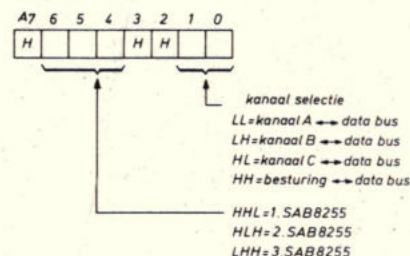 A7 6 5 4 3 2 1 0
H H H
kanaal selectie
LL=kanaal A ↔ data bus
LH=kanaal B ↔ data bus
HL=kanaal C ↔ data bus
HH=besturing ↔ data bus
HHL=1.SAB8255
HLH=2.SAB8255
LHH=3.SAB8255